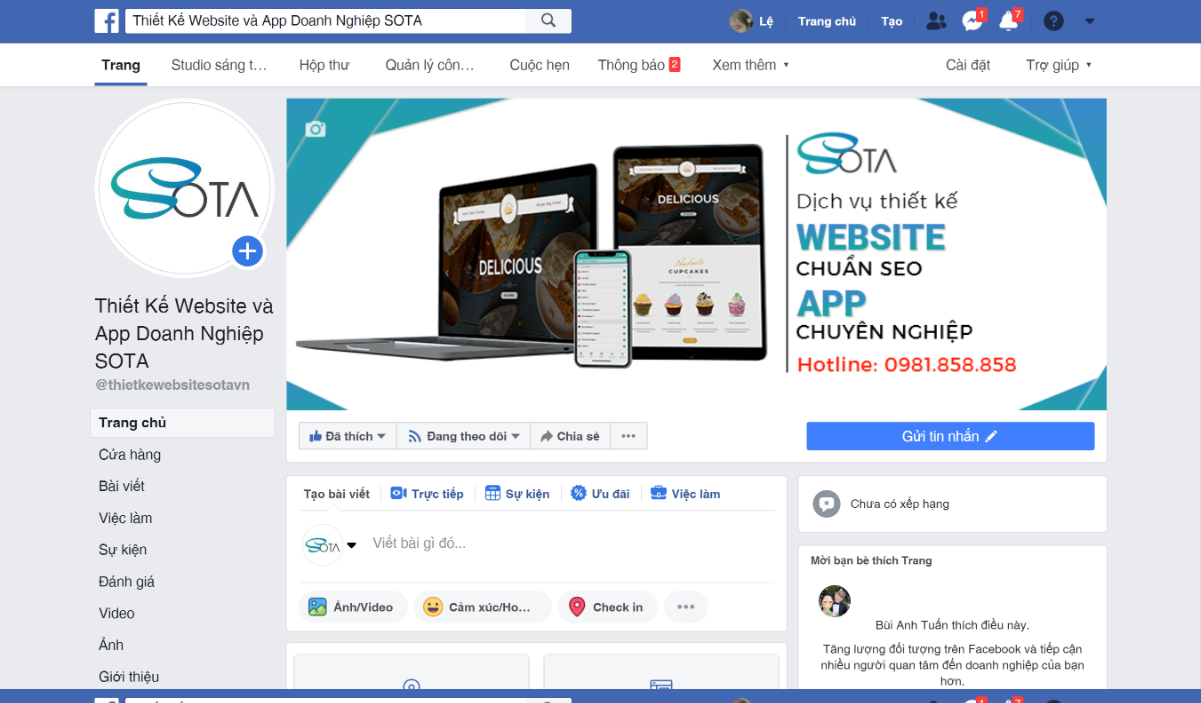 Thiết Kế Website và App Doanh Nghiệp SOTA
Lệ
Trang chủ
Tạo
1
7
Trang
Studio sáng t...
Hộp thư
Quản lý côn...
Cuộc hẹn
Thông báo 2
Xem thêm
Cài đặt
Trợ giúp
SOTA
Thiết Kế Website và
App Doanh Nghiệp
SOTA
@thietkewebsitesotavn
Trang chủ
Cửa hàng
Bài viết
Việc làm
Sự kiện
Đánh giá
Video
Ảnh
Giới thiệu
DELICIOUS
DELICIOUS
Products
CUPCAKES
SOTA
Dịch vụ thiết kế
WEBSITE
CHUẨN SEO
APP
CHUYÊN NGHIỆP
Hotline: 0981.858.858
Đã thích
Đang theo dõi
Chia sẻ
Gửi tin nhắn
Tạo bài viết
Trực tiếp
Sự kiện
Ưu đãi
Việc làm
SOTA
Viết bài gì đó...
Ảnh/Video
Cảm xúc/Ho...
Check in
Chưa có xếp hạng
Mời bạn bè thích Trang
Bùi Anh Tuấn thích điều này.
Tăng lượng đối tượng trên Facebook và tiếp cận
nhiều người quan tâm đến doanh nghiệp của bạn
hơn.